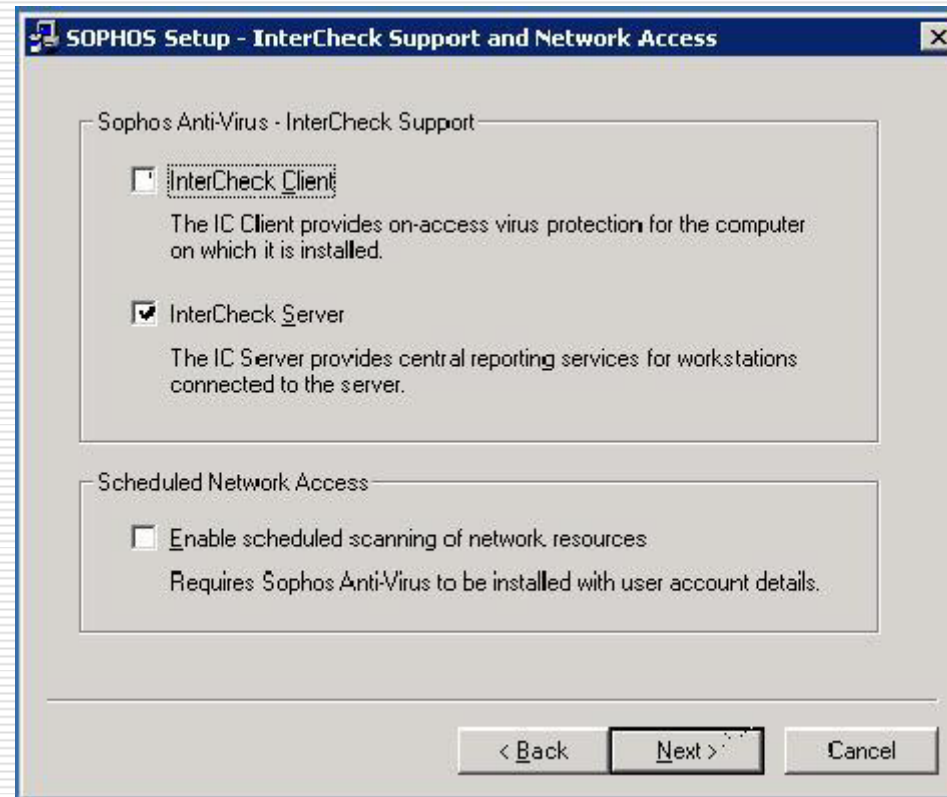 SOPHOS Setup - InterCheck Support and Network Access
Sophos Anti-Virus - InterCheck Support
InterCheck Client
The IC Client provides on-access virus protection for the computer
on which it is installed.
InterCheck Server
The IC Server provides central reporting services for workstations
connected to the server.
Scheduled Network Access
Enable scheduled scanning of network resources
Requires Sophos Anti-Virus to be installed with user account details.
< Back
Next >
Cancel